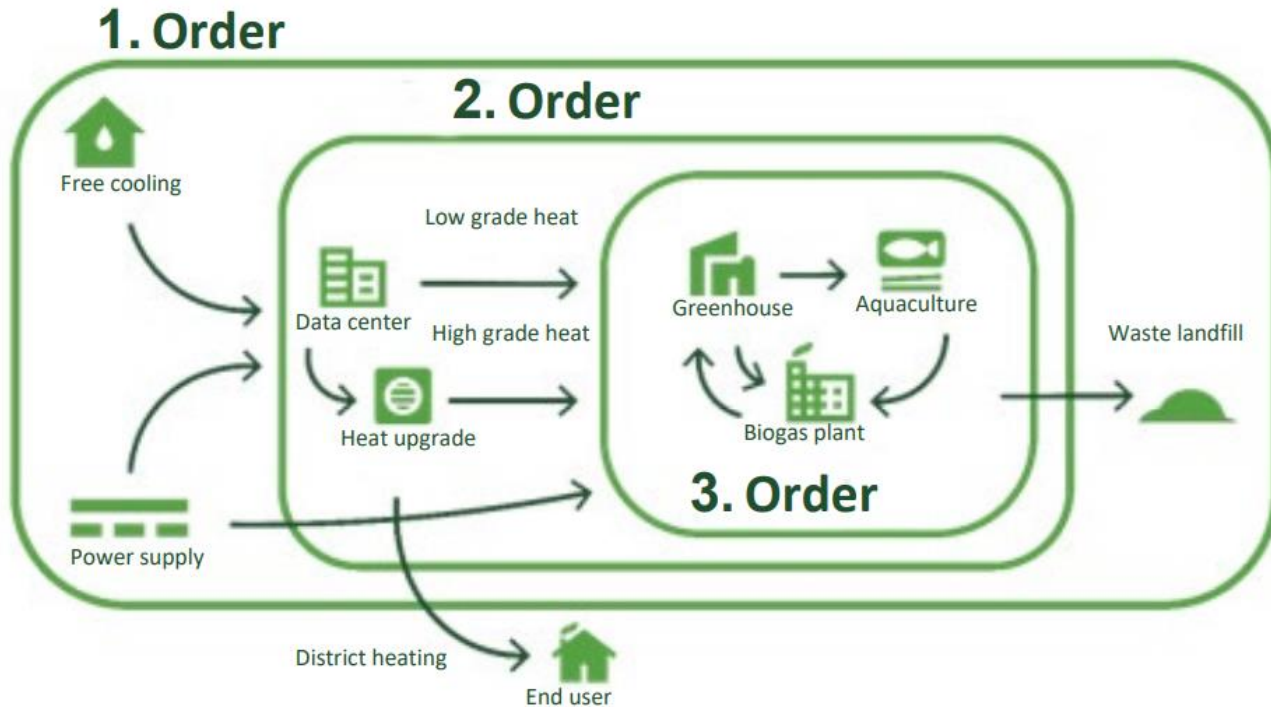 1. Order
2. Order
Free cooling
Low grade heat
Data center
High grade heat
Greenhouse
Aquaculture
Waste landfill
Heat upgrade
Biogas plant
3. Order
Power supply
District heating
End user